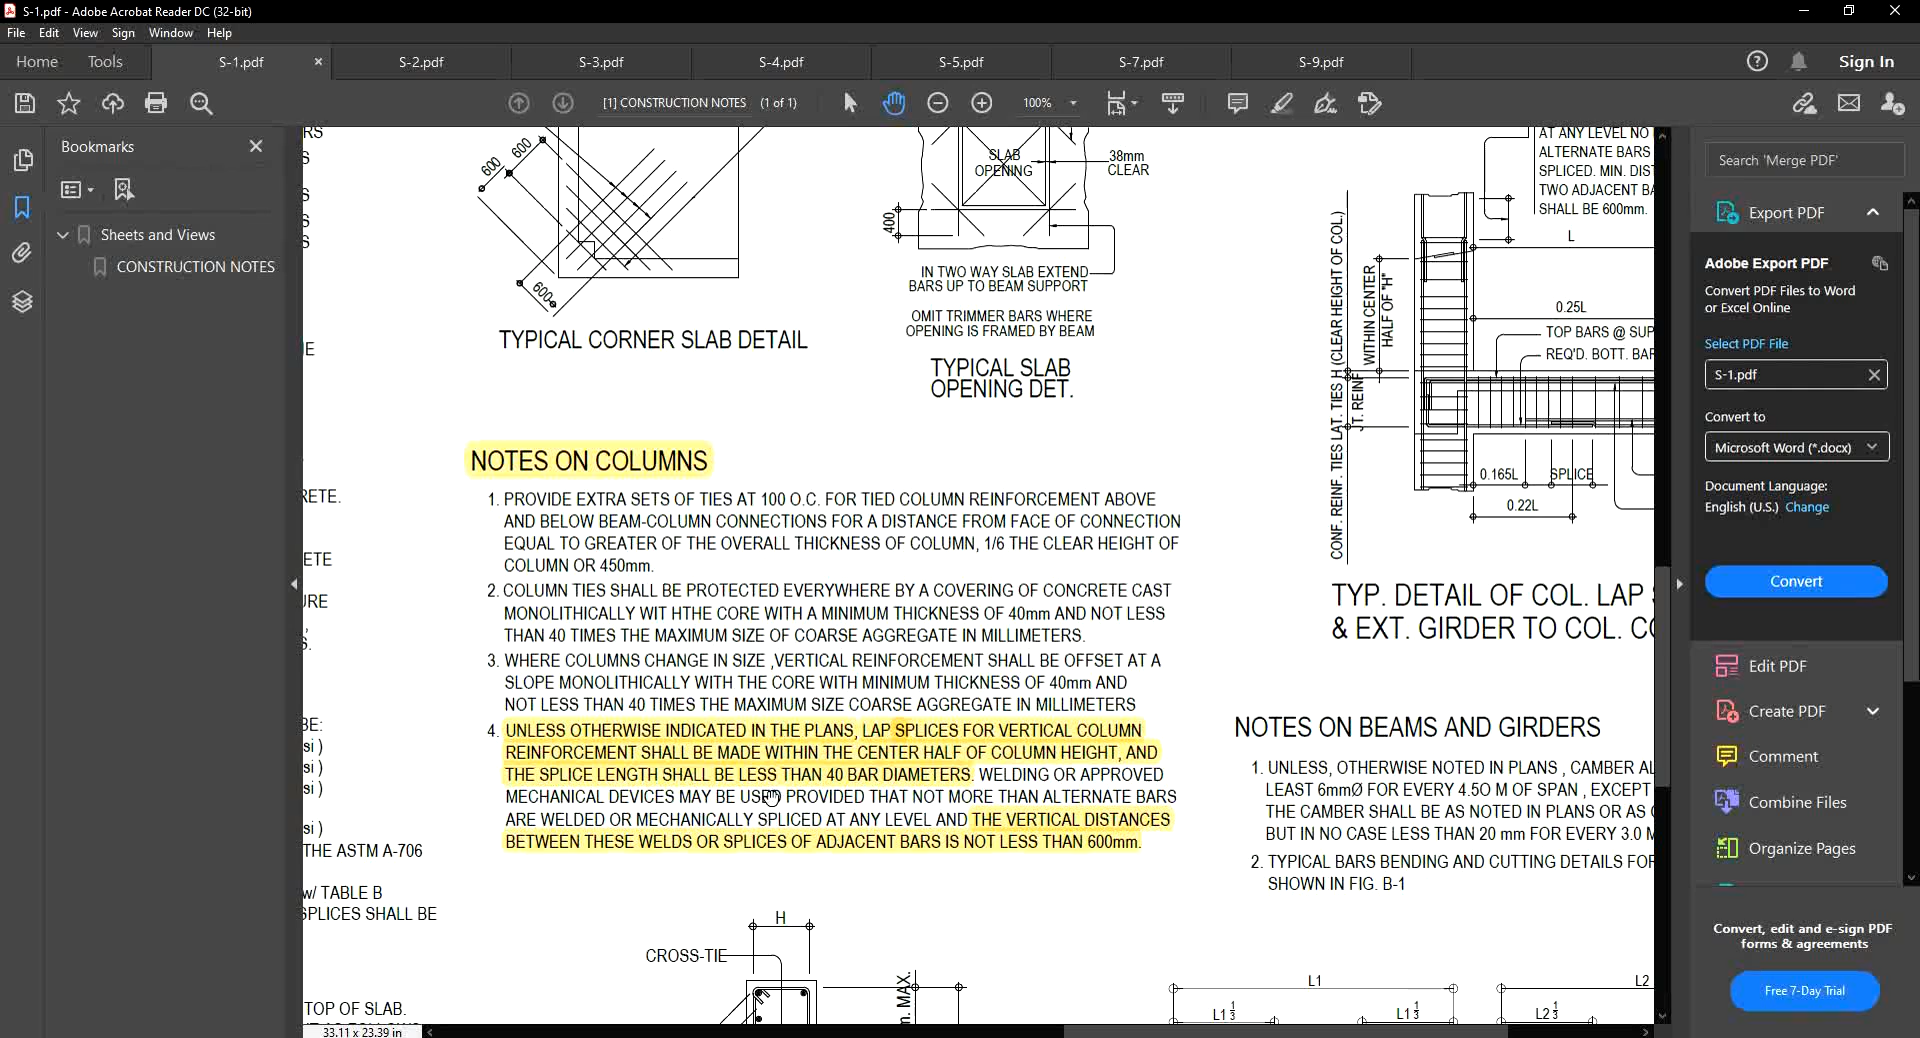 S-1.pdf - Adobe Acrobat Reader DC (32-bit)
File Edit View Sign Window Help
Home Tools S-1.pdf S-2.pdf S-3.pdf S-4.pdf S-5.pdf S-7.pdf S-9.pdf Sign In
[1] CONSTRUCTION NOTES (1 of 1) 100%
Bookmarks
Sheets and Views
CONSTRUCTION NOTES
RS
S
S
S
S
E
RETE.
ETE
URE
S.
BE:
si )
si )
si )
si )
THE ASTM A-706
w/ TABLE B
SPLICES SHALL BE
TOP OF SLAB.
33.11 x 23.39 in
600
600
600
TYPICAL CORNER SLAB DETAIL
SLAB
OPENING
38mm
CLEAR
400
IN TWO WAY SLAB EXTEND
BARS UP TO BEAM SUPPORT
OMIT TRIMMER BARS WHERE
OPENING IS FRAMED BY BEAM
TYPICAL SLAB
OPENING DET.
NOTES ON COLUMNS
1. PROVIDE EXTRA SETS OF TIES AT 100 O.C. FOR TIED COLUMN REINFORCEMENT ABOVE
AND BELOW BEAM-COLUMN CONNECTIONS FOR A DISTANCE FROM FACE OF CONNECTION
EQUAL TO GREATER OF THE OVERALL THICKNESS OF COLUMN, 1/6 THE CLEAR HEIGHT OF
COLUMN OR 450mm.
2. COLUMN TIES SHALL BE PROTECTED EVERYWHERE BY A COVERING OF CONCRETE CAST
MONOLITHICALLY WIT HTHE CORE WITH A MINIMUM THICKNESS OF 40mm AND NOT LESS
THAN 40 TIMES THE MAXIMUM SIZE OF COARSE AGGREGATE IN MILLIMETERS.
3. WHERE COLUMNS CHANGE IN SIZE ,VERTICAL REINFORCEMENT SHALL BE OFFSET AT A
SLOPE MONOLITHICALLY WITH THE CORE WITH MINIMUM THICKNESS OF 40mm AND
NOT LESS THAN 40 TIMES THE MAXIMUM SIZE COARSE AGGREGATE IN MILLIMETERS
4. UNLESS OTHERWISE INDICATED IN THE PLANS, LAP SPLICES FOR VERTICAL COLUMN
REINFORCEMENT SHALL BE MADE WITHIN THE CENTER HALF OF COLUMN HEIGHT, AND
THE SPLICE LENGTH SHALL BE LESS THAN 40 BAR DIAMETERS. WELDING OR APPROVED
MECHANICAL DEVICES MAY BE USED PROVIDED THAT NOT MORE THAN ALTERNATE BARS
ARE WELDED OR MECHANICALLY SPLICED AT ANY LEVEL AND THE VERTICAL DISTANCES
BETWEEN THESE WELDS OR SPLICES OF ADJACENT BARS IS NOT LESS THAN 600mm.
H
CROSS-TIE
m. MAX.
AT ANY LEVEL NO
ALTERNATE BARS
SPLICED. MIN. DIST
TWO ADJACENT BA
SHALL BE 600mm.
L
CONF. REINF. TIES LAT. TIES H (CLEAR HEIGHT OF COL.)
JT. REINF
WITHIN CENTER
HALF OF "H"
0.25L
TOP BARS @ SUP
REQ'D. BOTT. BAR
0.165L SPLICE
0.22L
TYP. DETAIL OF COL. LAP S
& EXT. GIRDER TO COL. CO
NOTES ON BEAMS AND GIRDERS
1. UNLESS, OTHERWISE NOTED IN PLANS , CAMBER AL
LEAST 6mmØ FOR EVERY 4.5O M OF SPAN , EXCEPT
THE CAMBER SHALL BE AS NOTED IN PLANS OR AS O
BUT IN NO CASE LESS THAN 20 mm FOR EVERY 3.0 M
2. TYPICAL BARS BENDING AND CUTTING DETAILS FOR
SHOWN IN FIG. B-1
L1 L2
L1 1/3 L1 1/3 L2 1/3
Search 'Merge PDF'
Export PDF
Adobe Export PDF
Convert PDF Files to Word
or Excel Online
Select PDF File
S-1.pdf
Convert to
Microsoft Word (*.docx)
Document Language:
English (U.S.) Change
Convert
Edit PDF
Create PDF
Comment
Combine Files
Organize Pages
Convert, edit and e-sign PDF
forms & agreements
Free 7-Day Trial